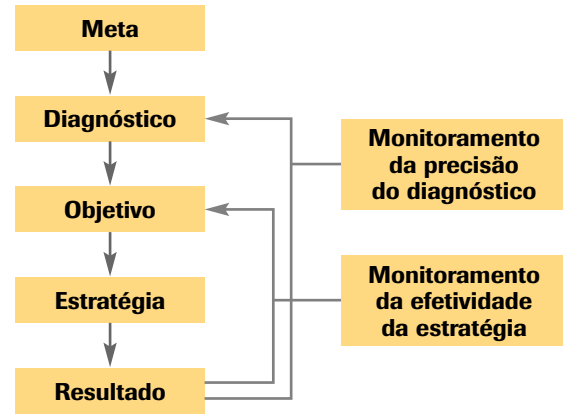 Meta
Diagnóstico
Objetivo
Estratégia
Resultado
Monitoramento
da precisão
do diagnóstico
Monitoramento
da efetividade
da estratégia